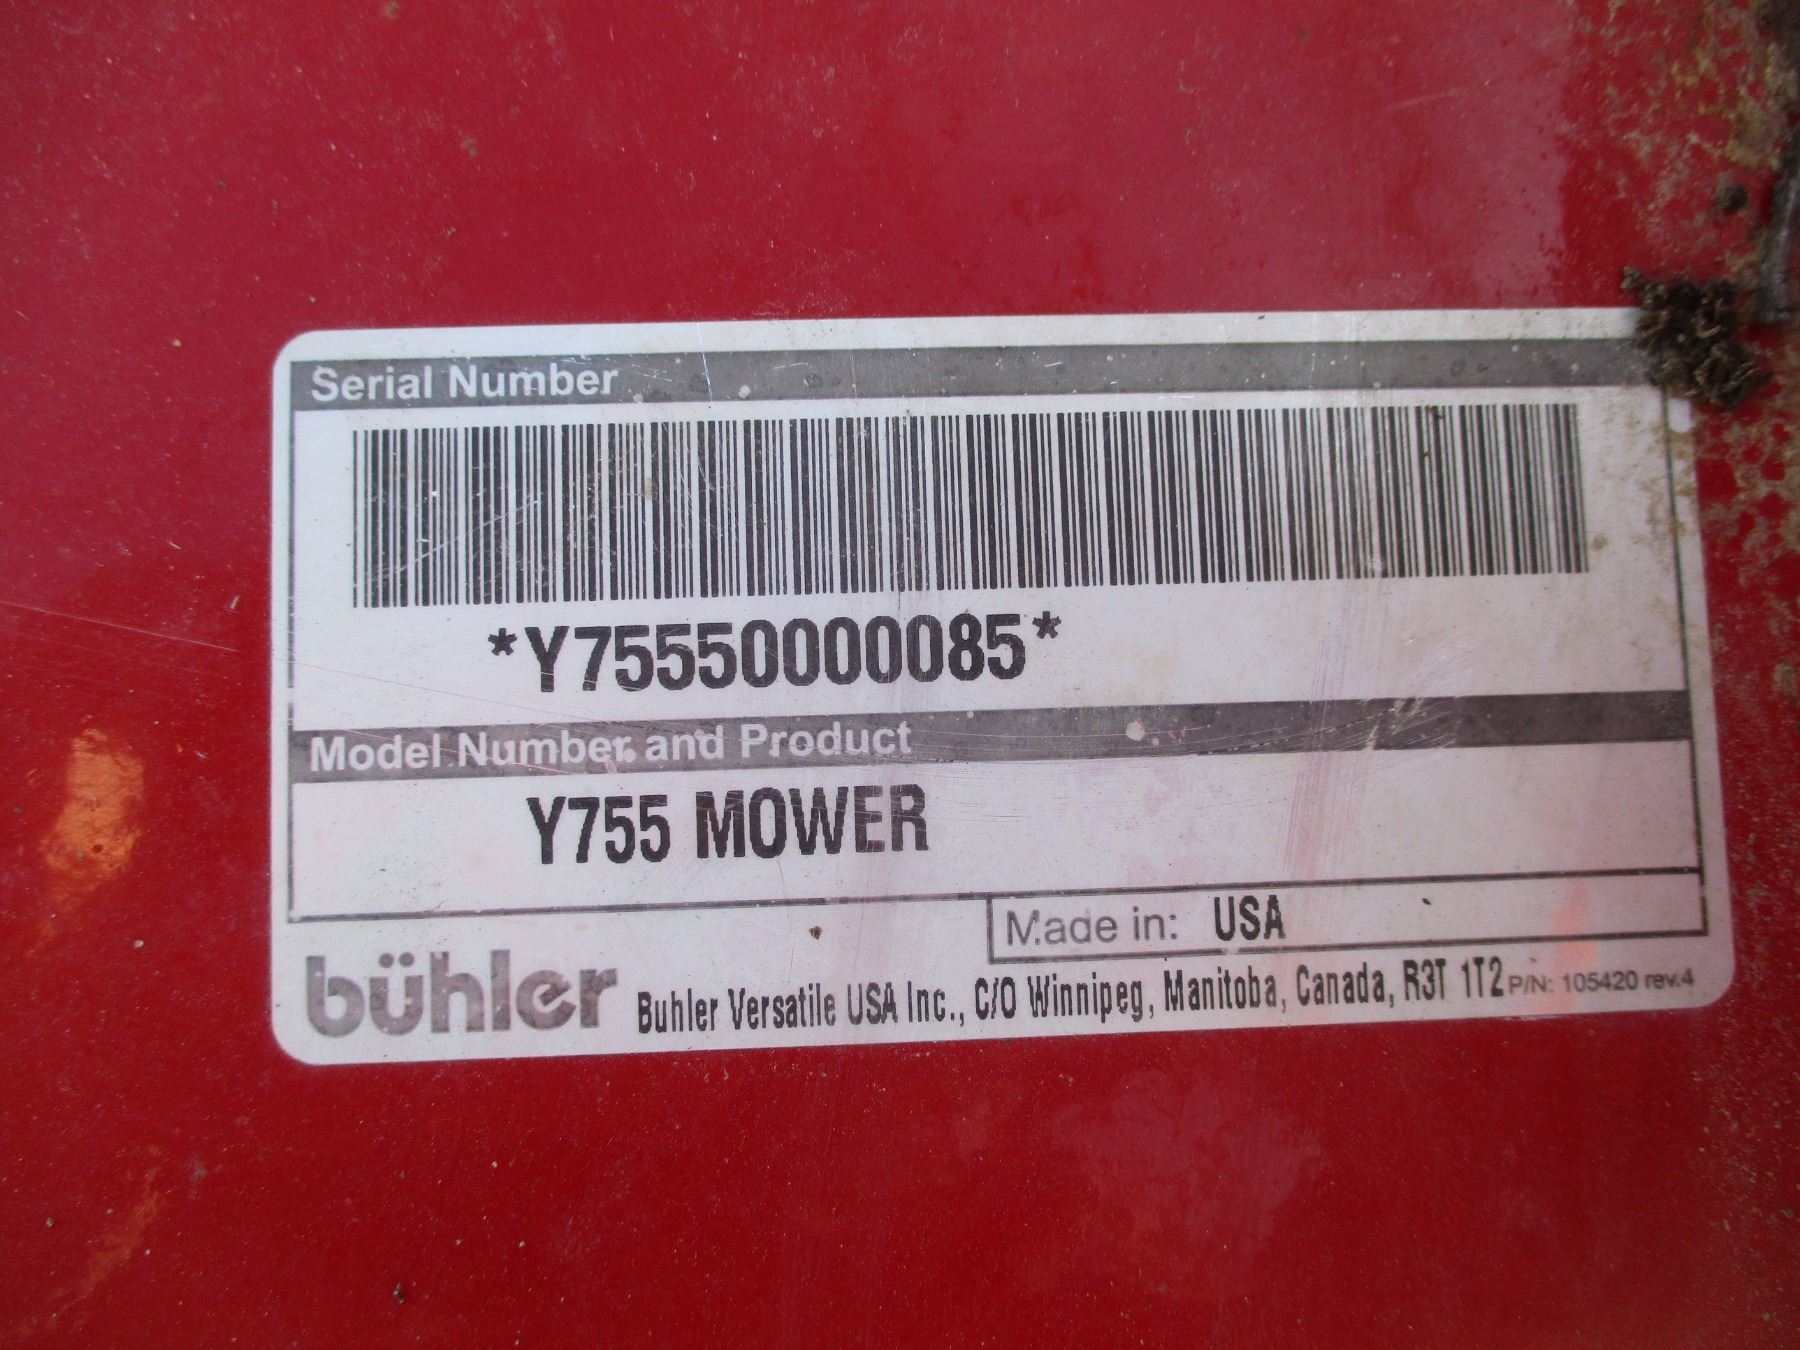 Serial Number
*Y75550000085*
Model Number and Product
Y755 MOWER
Made in: USA
bühler Buhler Versatile USA Inc., C/O Winnipeg, Manitoba, Canada, R3T 1T2 P/N: 105420 rev.4